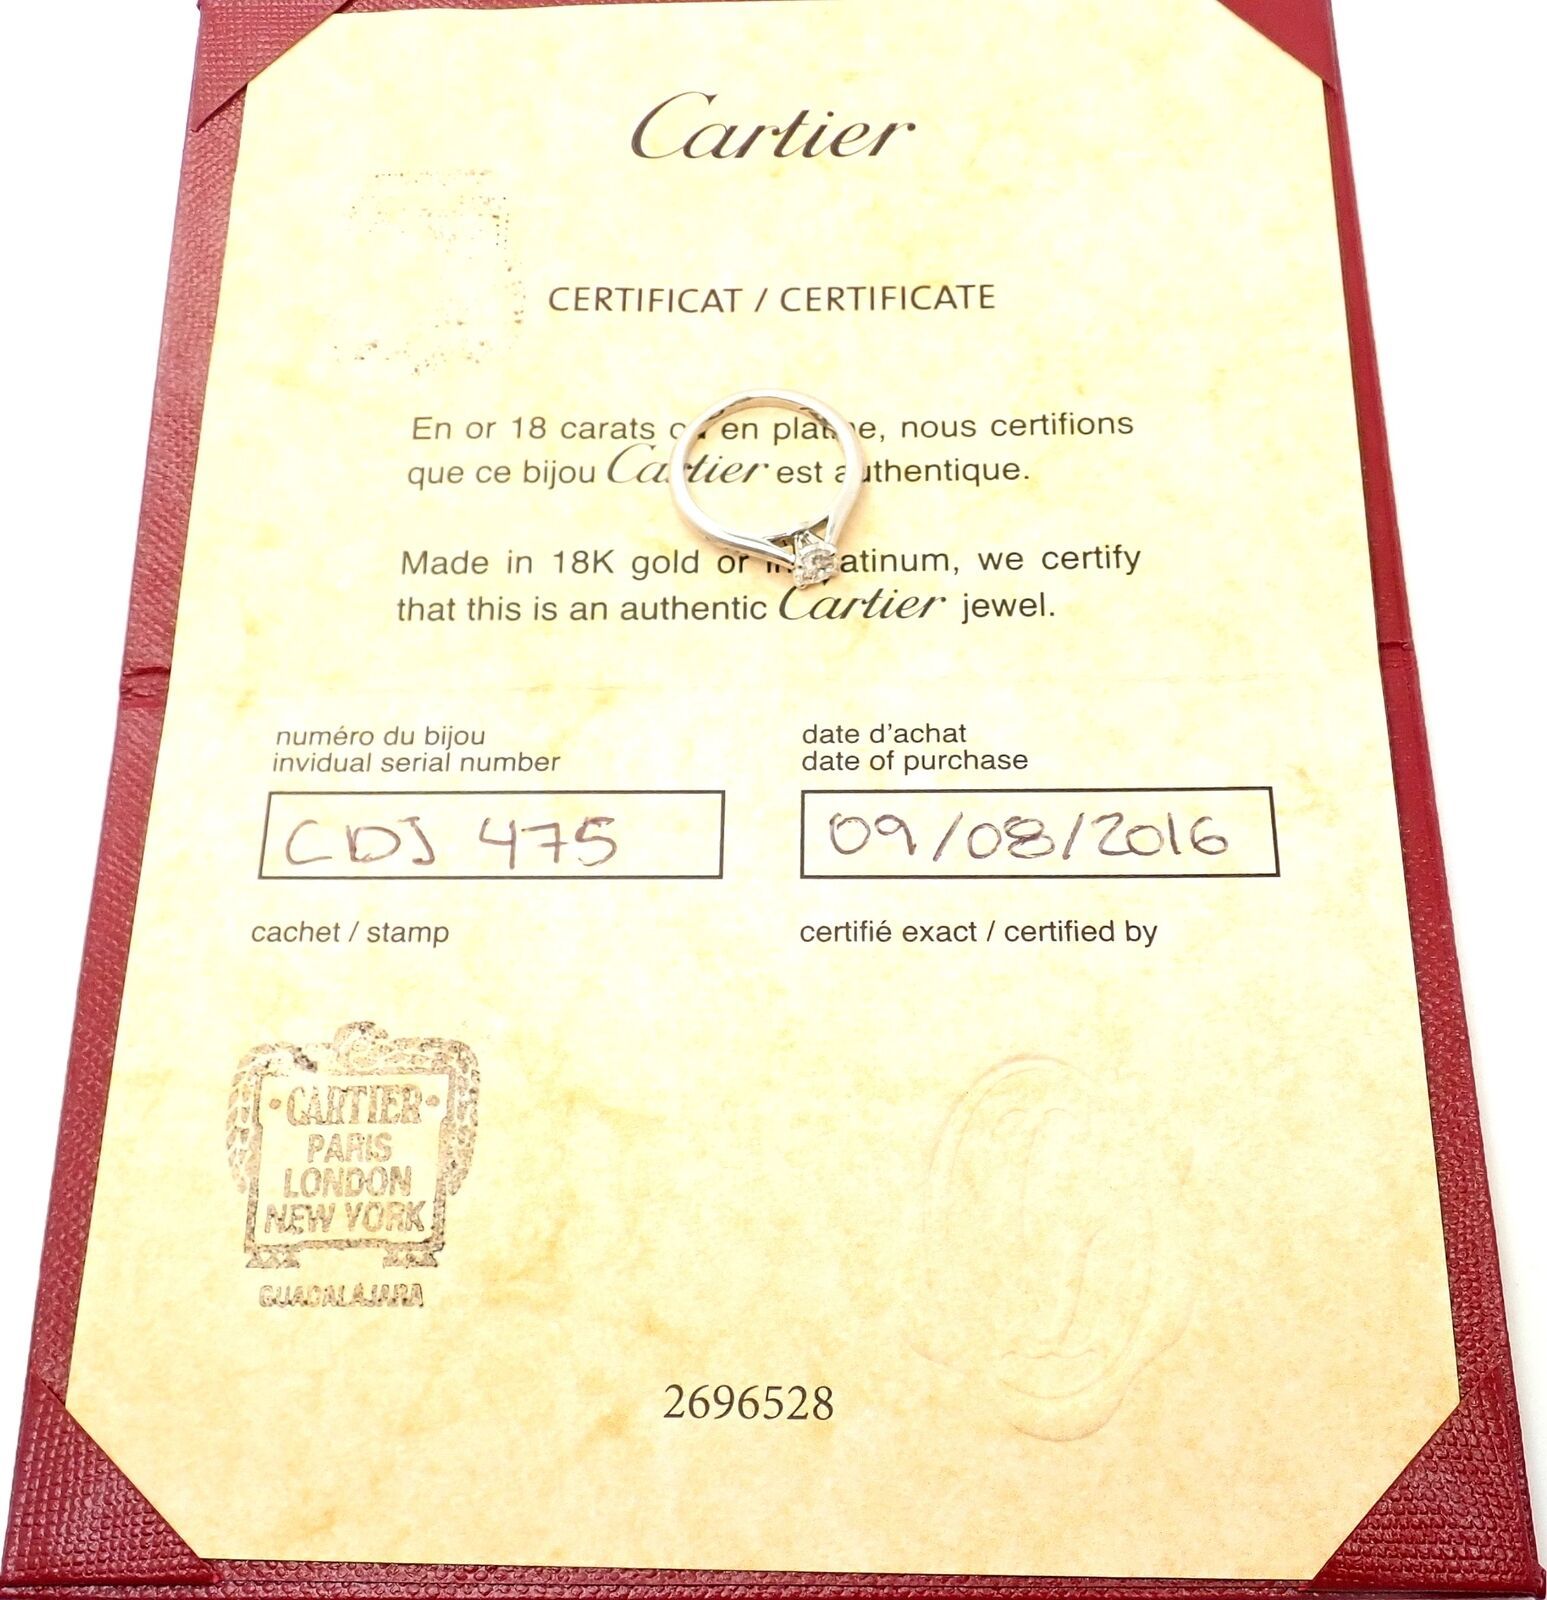 Cartier
CERTIFICAT / CERTIFICATE
En or 18 carats ou en platine, nous certifions
que ce bijou Cartier est authentique.
Made in 18K gold or in platinum, we certify
that this is an authentic Cartier jewel.
numéro du bijou
invidual serial number
CDJ 475
date d'achat
date of purchase
09/08/2016
cachet / stamp
certifié exact / certified by
·CARTIER·
PARIS
LONDON
NEW YORK
GUADALAJARA
2696528